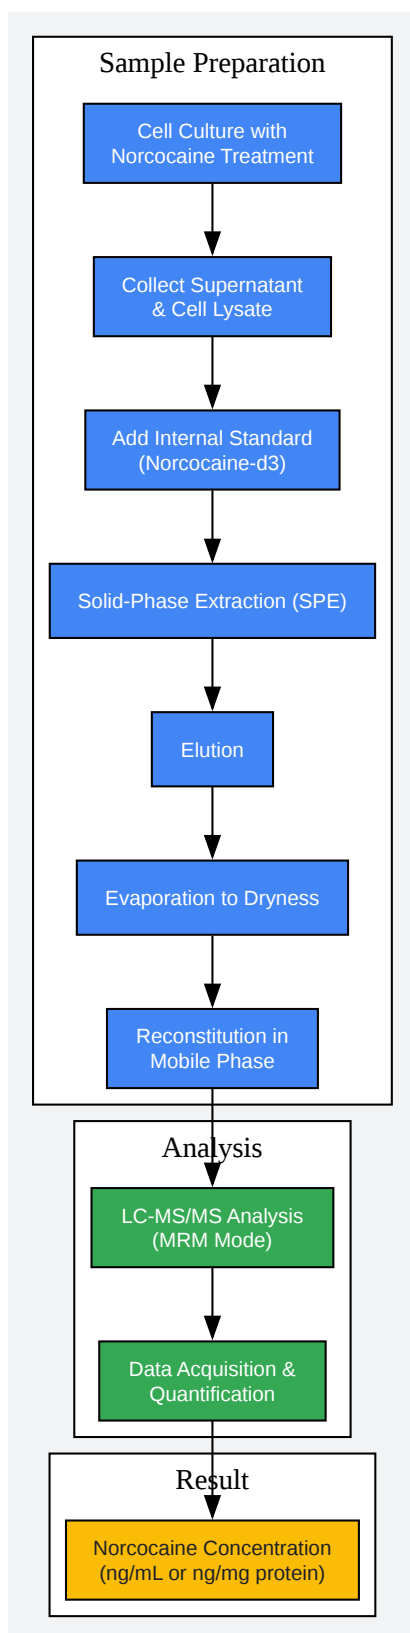 Sample Preparation
Cell Culture with
Norcocaine Treatment
Collect Supernatant
& Cell Lysate
Add Internal Standard
(Norcocaine-d3)
Solid-Phase Extraction (SPE)
Elution
Evaporation to Dryness
Reconstitution in
Mobile Phase
Analysis
LC-MS/MS Analysis
(MRM Mode)
Data Acquisition &
Quantification
Result
Norcocaine Concentration
(ng/mL or ng/mg protein)